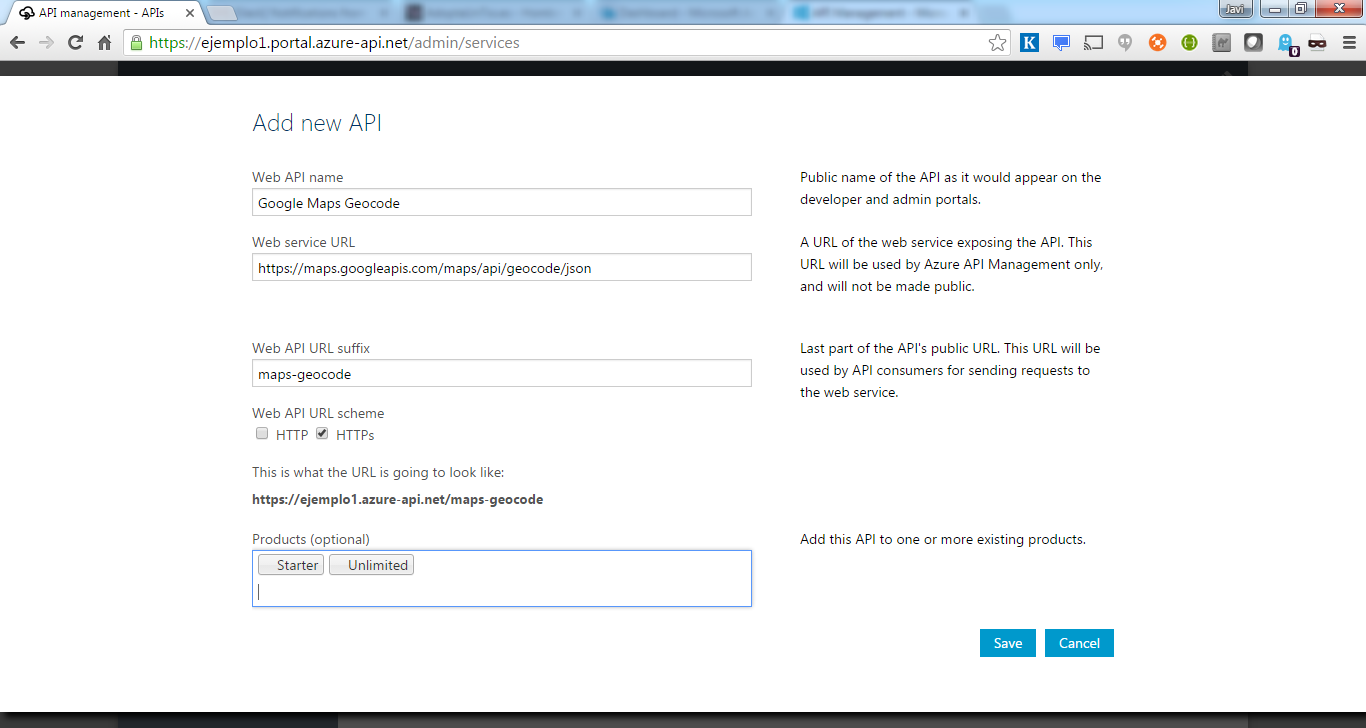 API management - APIs
Javi
https://ejemplo1.portal.azure-api.net/admin/services
K
0
Add new API
Web API name
Google Maps Geocode
Public name of the API as it would appear on the
developer and admin portals.
Web service URL
https://maps.googleapis.com/maps/api/geocode/json
A URL of the web service exposing the API. This
URL will be used by Azure API Management only,
and will not be made public.
Web API URL suffix
maps-geocode
Last part of the API's public URL. This URL will be
used by API consumers for sending requests to
the web service.
Web API URL scheme
HTTP HTTPs
This is what the URL is going to look like:
https://ejemplo1.azure-api.net/maps-geocode
Products (optional)
Starter Unlimited
Add this API to one or more existing products.
Save Cancel